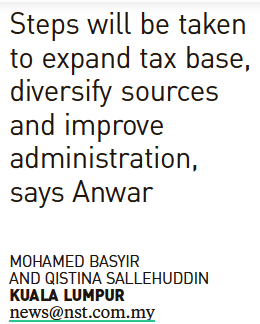 Steps will be taken
to expand tax base,
diversify sources
and improve
administration,
says Anwar
MOHAMED BASYIR
AND QISTINA SALLEHUDDIN
KUALA LUMPUR
news@nst.com.my